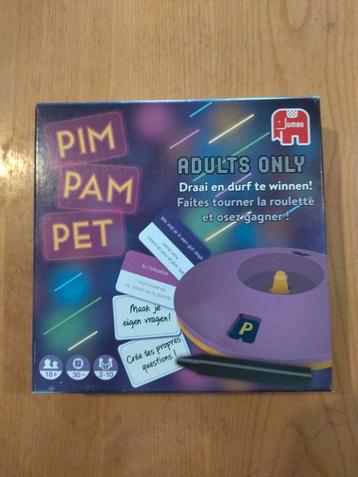 PIM
PAM
PET
Jumbo
ADULTS ONLY
Draai en durf te winnen!
Faites tourner la roulette
et osez gagner !
Maak je
eigen vragen!
Crée tes propres
questions !
P
18+
30
2-10